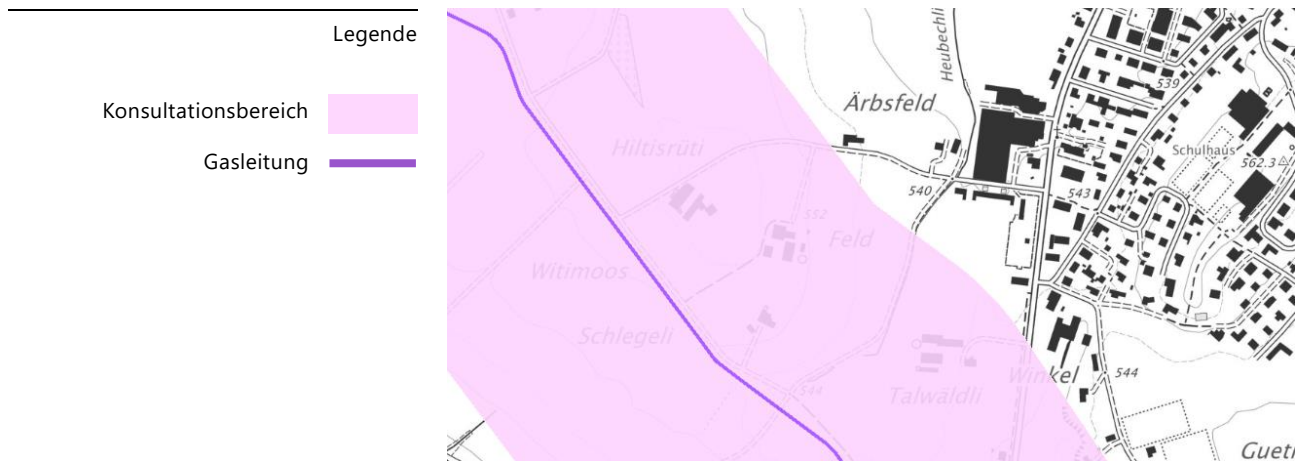 Legende
Konsultationsbereich
Gasleitung
Heubechli
Ärbsfeld
539
Hiltisrüti
Schulhaus
562.3
540
543
552
Feld
Witimoos
Schlegeli
544
Talwäldli
Winkel
544
Guetr